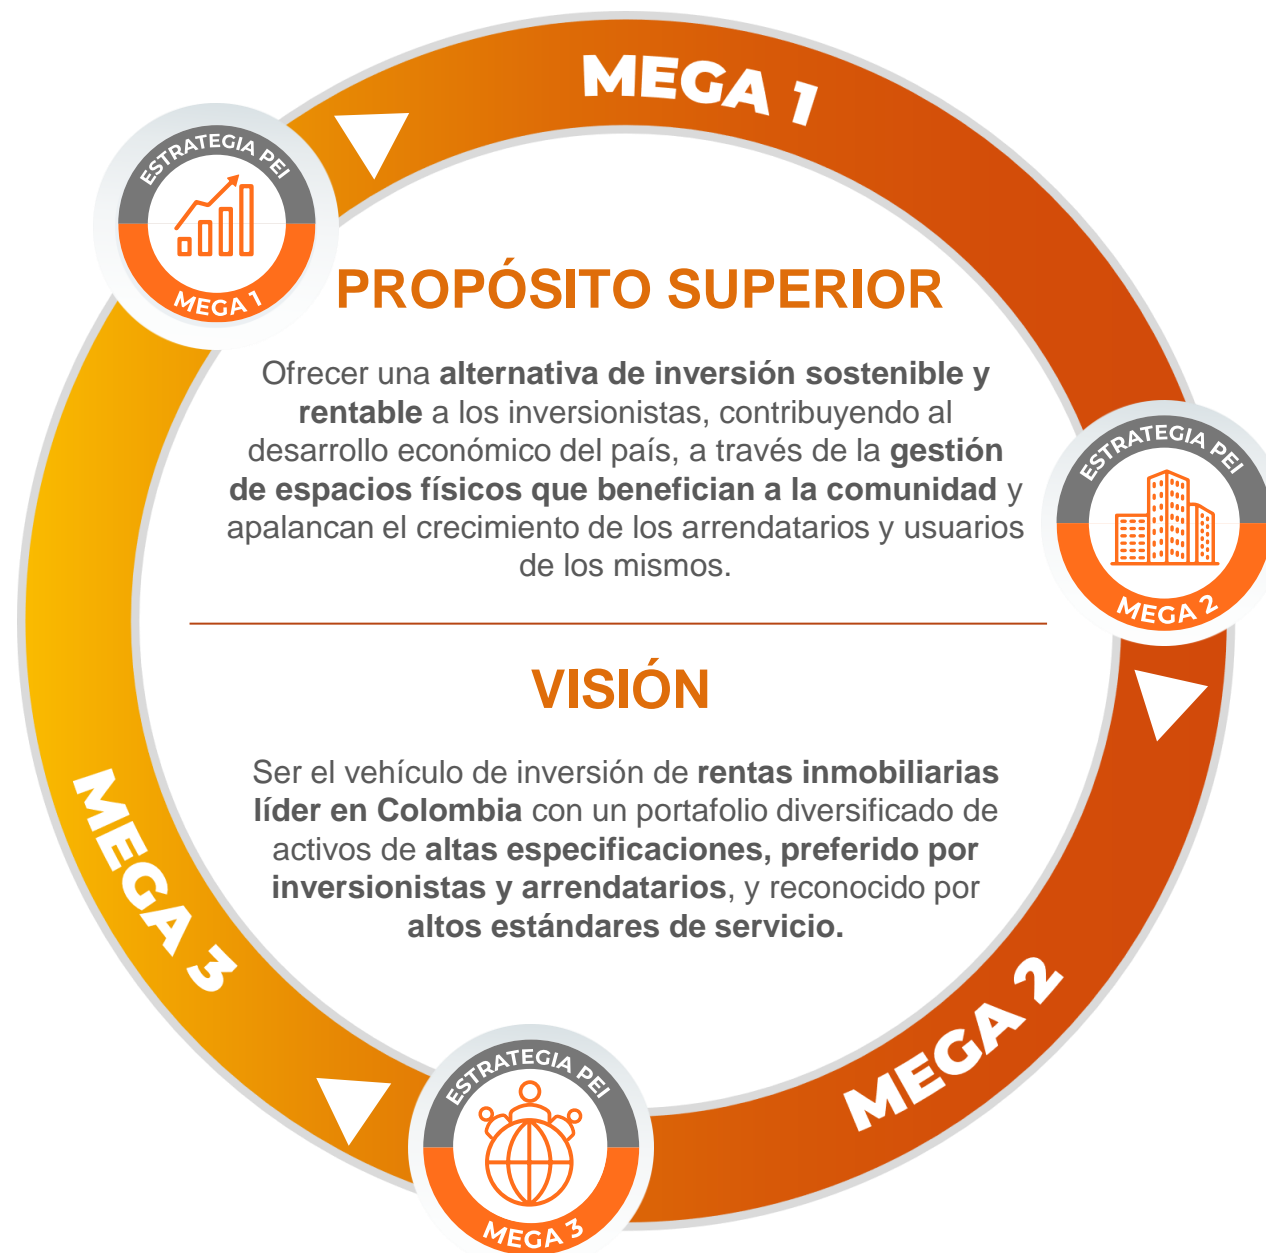 MEGA 1
ESTRATEGIA PEI
MEGA 1
PROPÓSITO SUPERIOR
Ofrecer una alternativa de inversión sostenible y
rentable a los inversionistas, contribuyendo al
desarrollo económico del país, a través de la gestión
de espacios físicos que benefician a la comunidad y
apalancan el crecimiento de los arrendatarios y usuarios
de los mismos.
ESTRATEGIA PEI
MEGA 2
VISIÓN
Ser el vehículo de inversión de rentas inmobiliarias
líder en Colombia con un portafolio diversificado de
activos de altas especificaciones, preferido por
inversionistas y arrendatarios, y reconocido por
altos estándares de servicio.
MEGA 3
MEGA 2
ESTRATEGIA PEI
MEGA 3